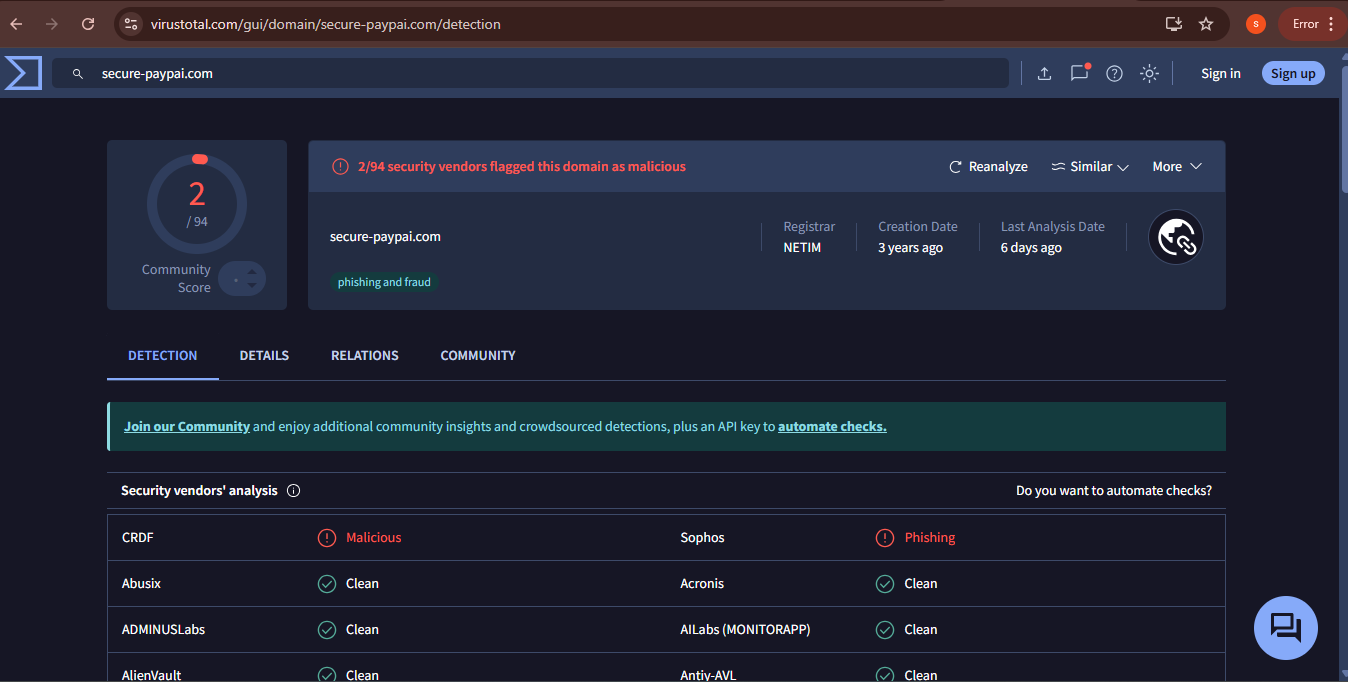 virustotal.com/gui/domain/secure-paypai.com/detection
S
Error
secure-paypai.com
Sign in
Sign up
2
/ 94
Community
Score
2/94 security vendors flagged this domain as malicious
Reanalyze
Similar
More
secure-paypai.com
phishing and fraud
Registrar
NETIM
Creation Date
3 years ago
Last Analysis Date
6 days ago
DETECTION
DETAILS
RELATIONS
COMMUNITY
Join our Community and enjoy additional community insights and crowdsourced detections, plus an API key to automate checks.
Security vendors' analysis
Do you want to automate checks?
CRDF Malicious Sophos Phishing
Abusix Clean Acronis Clean
ADMINUSLabs Clean AILabs (MONITORAPP) Clean
AlienVault Clean Antiy-AVL Clean